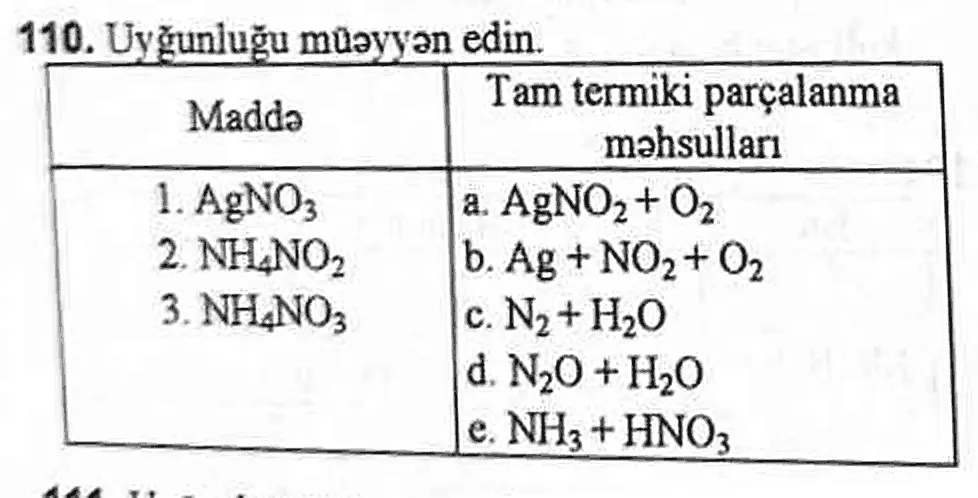 110. Uyğunluğu müəyyən edin.
Maddə
Tam termiki parçalanma
məhsulları
1. AgNO₃
2. NH₄NO₂
3. NH₄NO₃
a. AgNO₂ + O₂
b. Ag + NO₂ + O₂
c. N₂ + H₂O
d. N₂O + H₂O
e. NH₃ + HNO₃